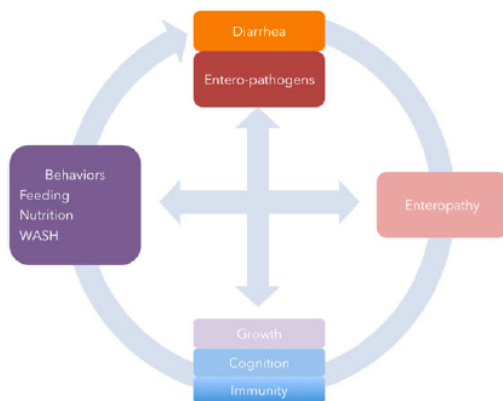 Diarrhea
Entero-pathogens
Behaviors
Feeding
Nutrition
WASH
Enteropathy
Growth
Cognition
Immunity